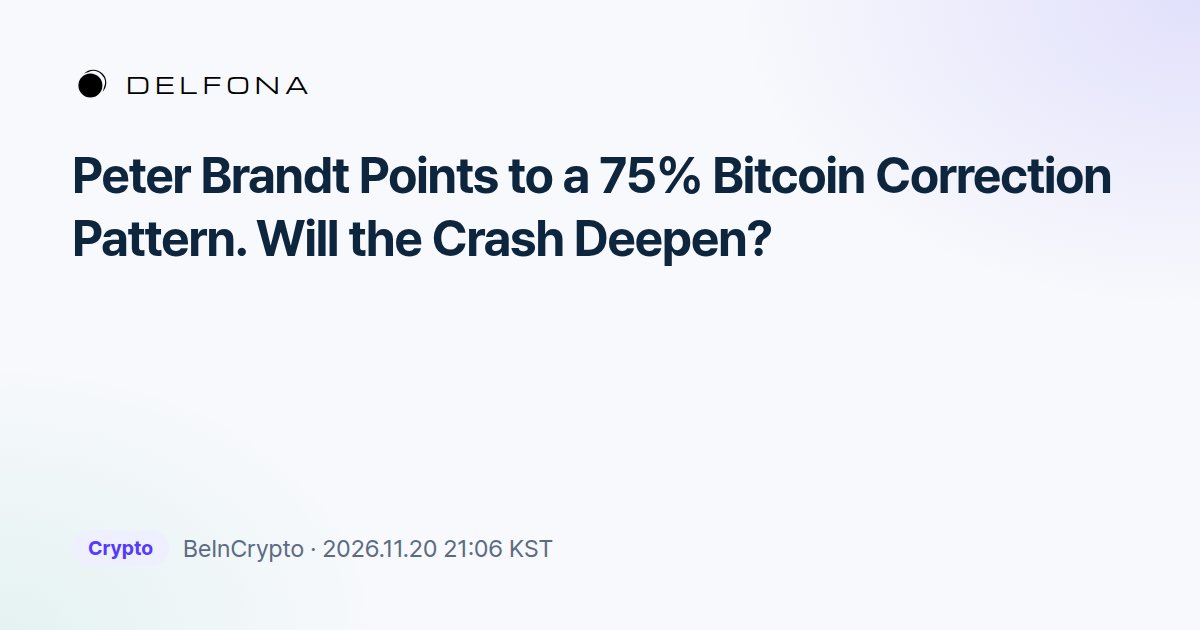 DELFONA
Peter Brandt Points to a 75% Bitcoin Correction
Pattern. Will the Crash Deepen?
Crypto BeInCrypto · 2026.11.20 21:06 KST